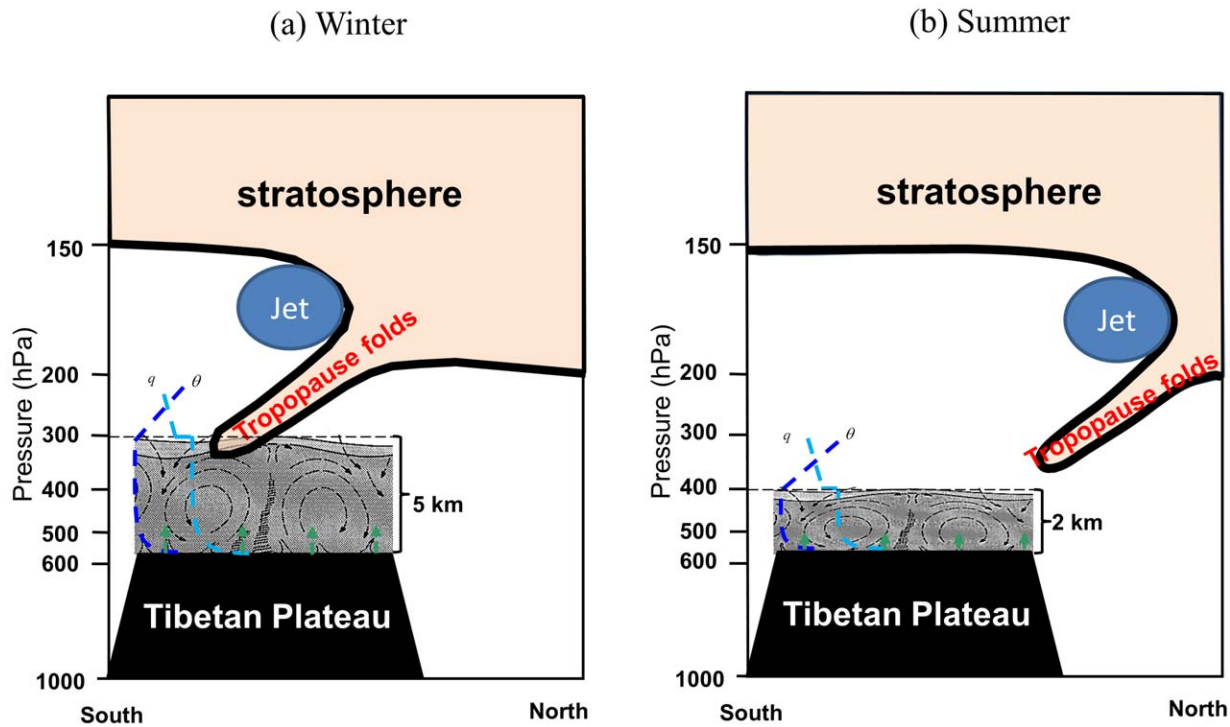 (a) Winter
stratosphere
150
Jet
Tropopause folds
200
q θ
300
400
500
600
Pressure (hPa)
5 km
Tibetan Plateau
1000
South
North
(b) Summer
stratosphere
150
Jet
200
Tropopause folds
300
q θ
400
500
600
Pressure (hPa)
2 km
Tibetan Plateau
1000
South
North